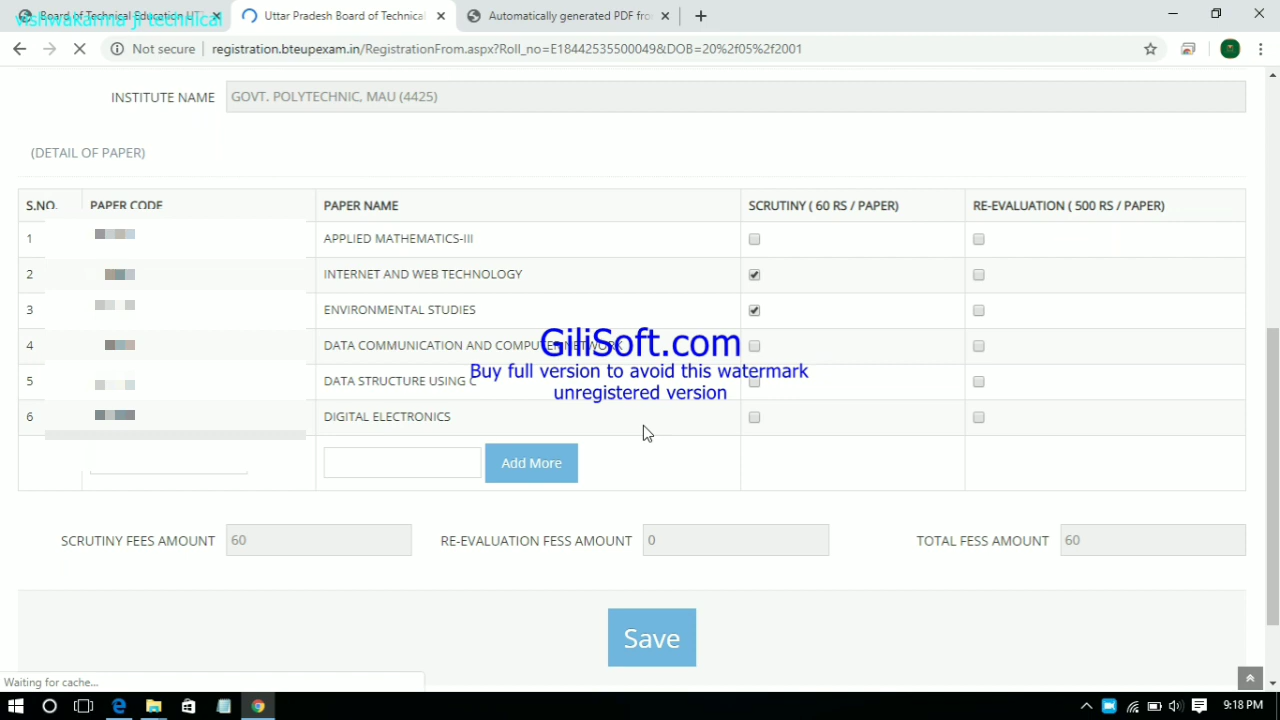 Board of Technical Education UTT
vishwakarma ji technical
Uttar Pradesh Board of Technical
Automatically generated PDF fro
Not secure
registration.bteupexam.in/RegistrationFrom.aspx?Roll_no=E18442535500049&DOB=20%2f05%2f2001
INSTITUTE NAME GOVT. POLYTECHNIC, MAU (4425)
(DETAIL OF PAPER)
S.NO. PAPER CODE PAPER NAME SCRUTINY ( 60 RS / PAPER) RE-EVALUATION ( 500 RS / PAPER)
1 APPLIED MATHEMATICS-III
2 INTERNET AND WEB TECHNOLOGY
3 ENVIRONMENTAL STUDIES
4 DATA COMMUNICATION AND COMPUTER NETWORK
5 DATA STRUCTURE USING C
6 DIGITAL ELECTRONICS
GiliSoft.com
Buy full version to avoid this watermark
unregistered version
Add More
SCRUTINY FEES AMOUNT 60 RE-EVALUATION FESS AMOUNT 0 TOTAL FESS AMOUNT 60
Save
Waiting for cache...
9:18 PM